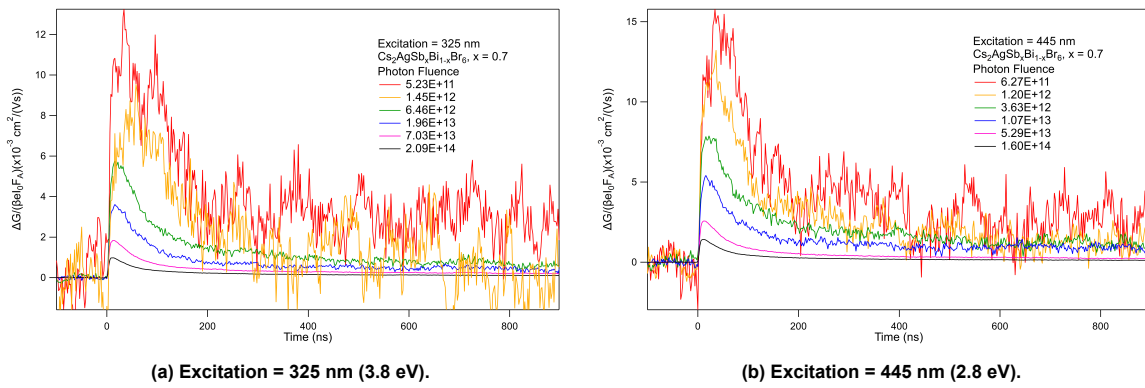 12
10
8
6
4
2
0
ΔG/(βeI₀F_λ)(x10⁻³ cm²/(Vs))
Excitation = 325 nm
Cs₂AgSbₓBi₁₋ₓBr₆, x = 0.7
Photon Fluence
5.23E+11
1.45E+12
6.46E+12
1.96E+13
7.03E+13
2.09E+14
0
200
400
600
800
Time (ns)
(a) Excitation = 325 nm (3.8 eV).
15
10
5
0
ΔG/(βeI₀F_λ)(x10⁻³ cm²/(Vs))
Excitation = 445 nm
Cs₂AgSbₓBi₁₋ₓBr₆, x = 0.7
Photon Fluence
6.27E+11
1.20E+12
3.63E+12
1.07E+13
5.29E+13
1.60E+14
0
200
400
600
800
Time (ns)
(b) Excitation = 445 nm (2.8 eV).